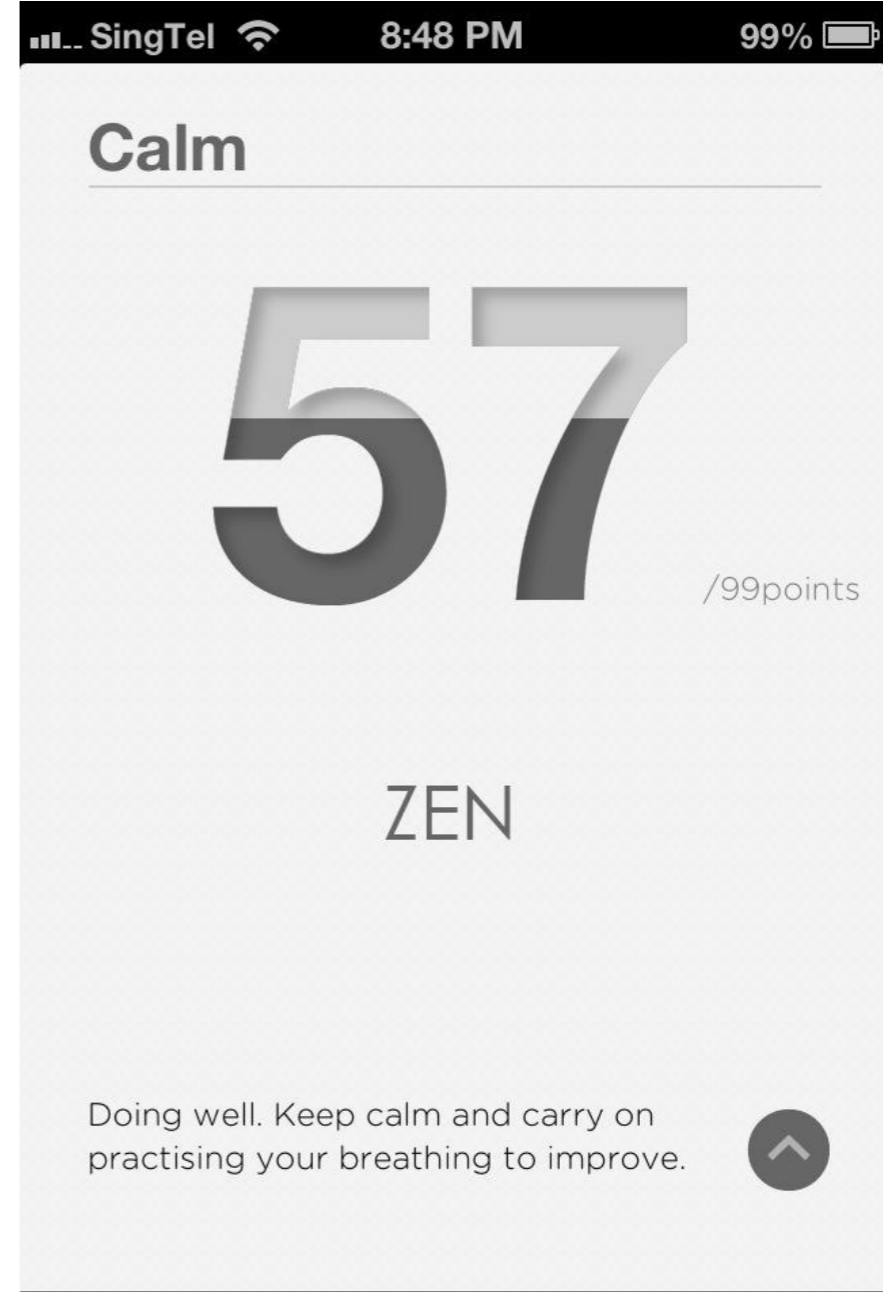 SingTel 8:48 PM 99%
Calm
57
/99points
ZEN
Doing well. Keep calm and carry on
practising your breathing to improve.